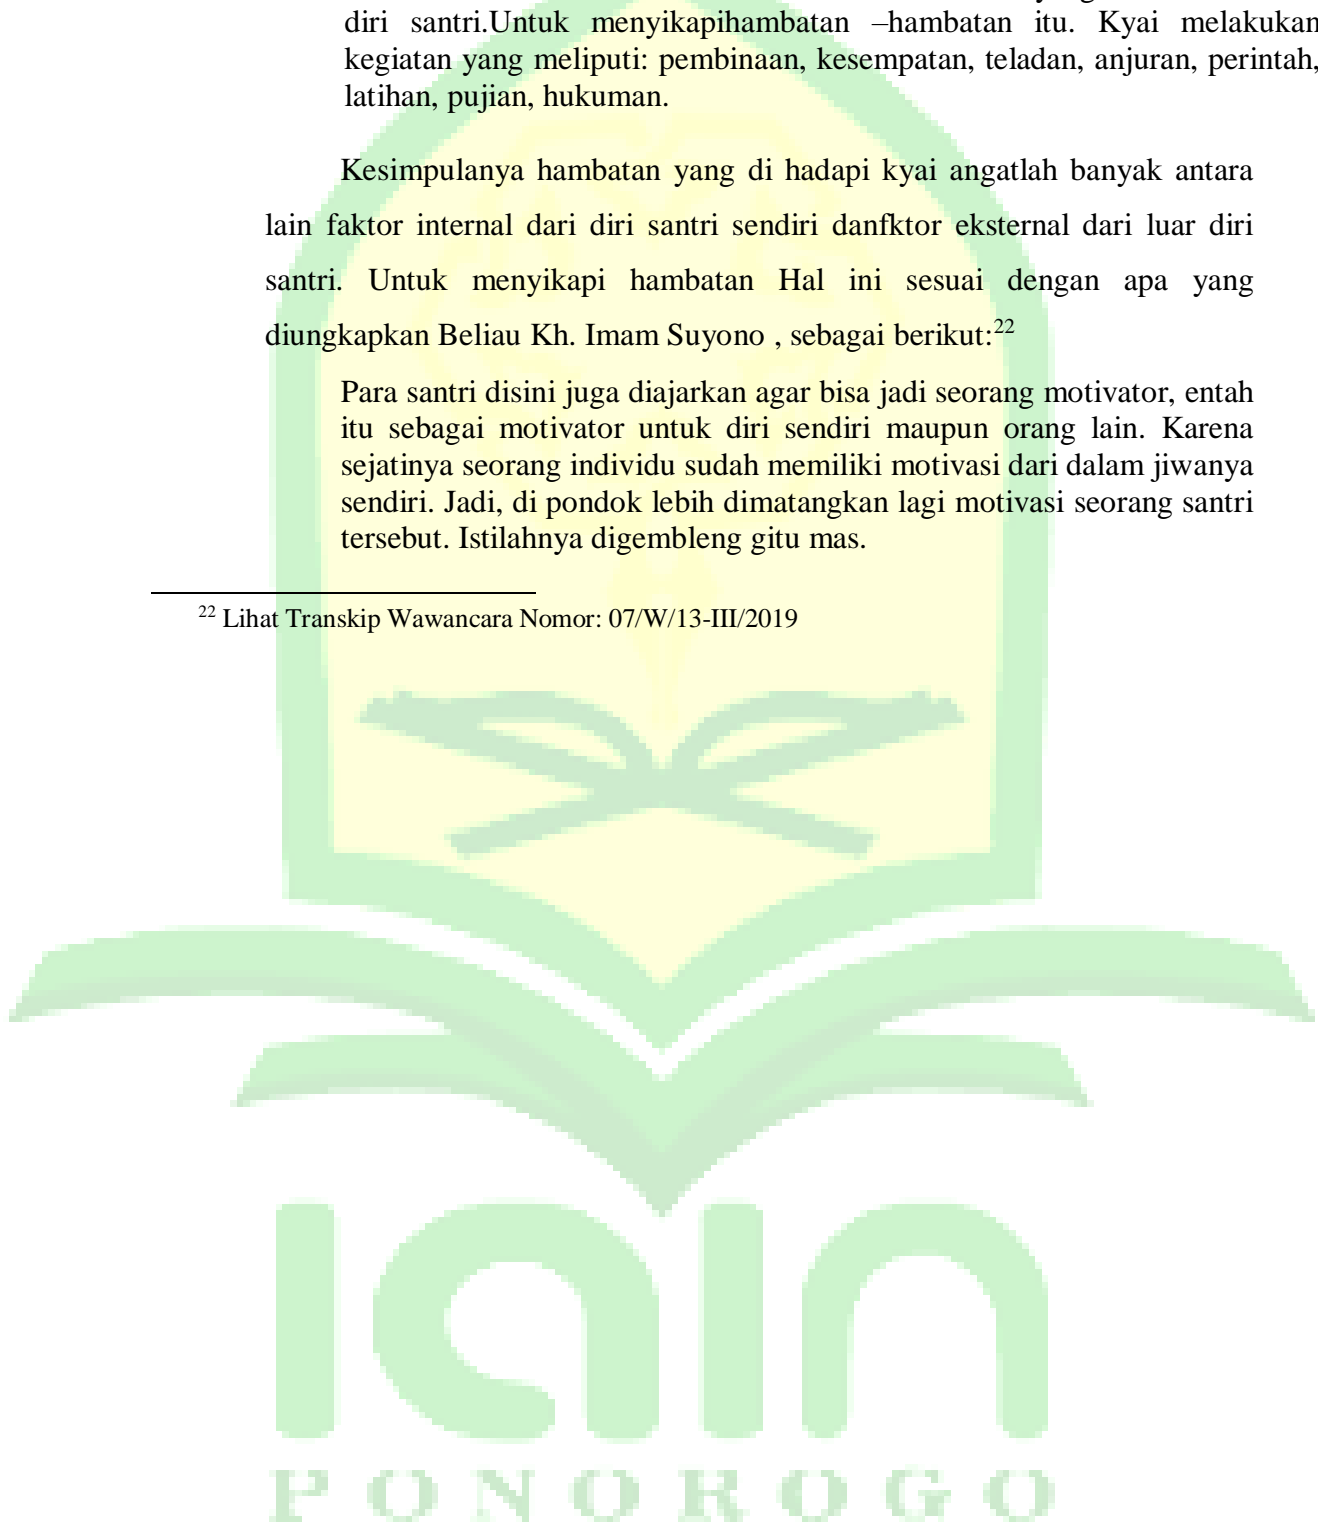 diri santri.Untuk menyikapihambatan –hambatan itu. Kyai melakukan
kegiatan yang meliputi: pembinaan, kesempatan, teladan, anjuran, perintah,
latihan, pujian, hukuman.
Kesimpulanya hambatan yang di hadapi kyai angatlah banyak antara
lain faktor internal dari diri santri sendiri danfktor eksternal dari luar diri
santri. Untuk menyikapi hambatan Hal ini sesuai dengan apa yang
diungkapkan Beliau Kh. Imam Suyono , sebagai berikut:22
Para santri disini juga diajarkan agar bisa jadi seorang motivator, entah
itu sebagai motivator untuk diri sendiri maupun orang lain. Karena
sejatinya seorang individu sudah memiliki motivasi dari dalam jiwanya
sendiri. Jadi, di pondok lebih dimatangkan lagi motivasi seorang santri
tersebut. Istilahnya digembleng gitu mas.
22 Lihat Transkip Wawancara Nomor: 07/W/13-III/2019
iain
PONOROGO